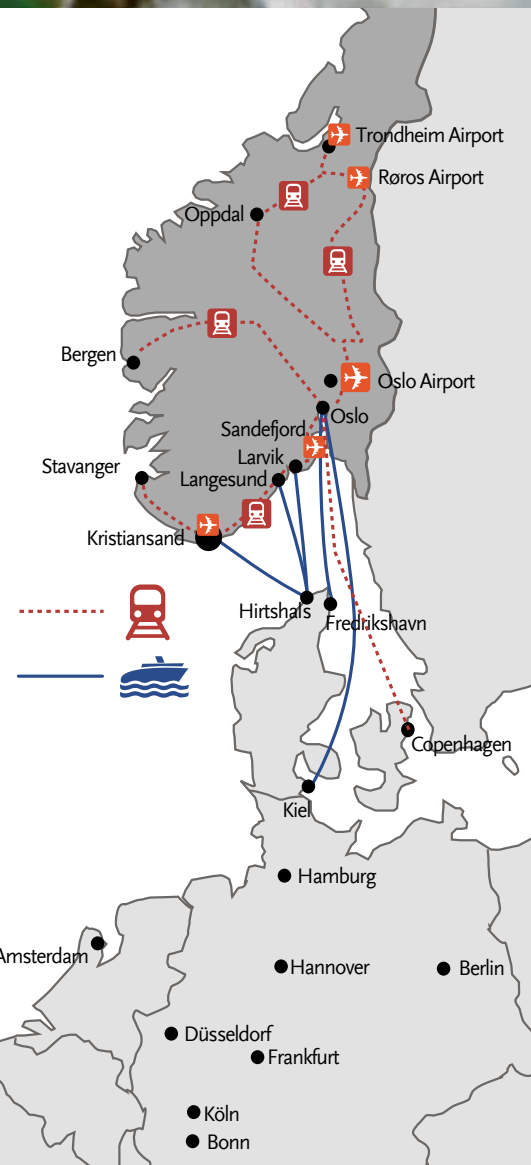 Trondheim Airport
Røros Airport
Oppdal
Bergen
Oslo Airport
Oslo
Sandefjord
Larvik
Stavanger
Langesund
Kristiansand
Hirtshals
Fredrikshavn
Copenhagen
Kiel
Hamburg
Amsterdam
Hannover
Berlin
Düsseldorf
Frankfurt
Köln
Bonn